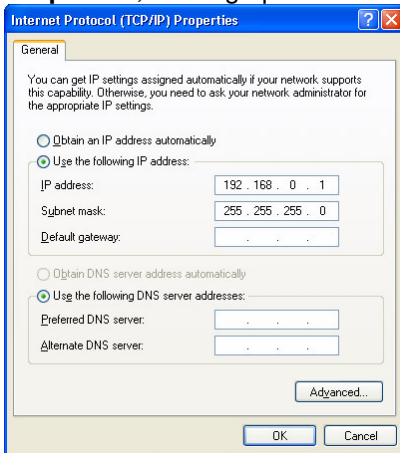 Internet Protocol (TCP/IP) Properties
General
You can get IP settings assigned automatically if your network supports
this capability. Otherwise, you need to ask your network administrator for
the appropriate IP settings.
Obtain an IP address automatically
Use the following IP address:
IP address: 192 . 168 . 0 . 1
Subnet mask: 255 . 255 . 255 . 0
Default gateway: . . .
Obtain DNS server address automatically
Use the following DNS server addresses:
Preferred DNS server: . . .
Alternate DNS server: . . .
Advanced...
OK Cancel